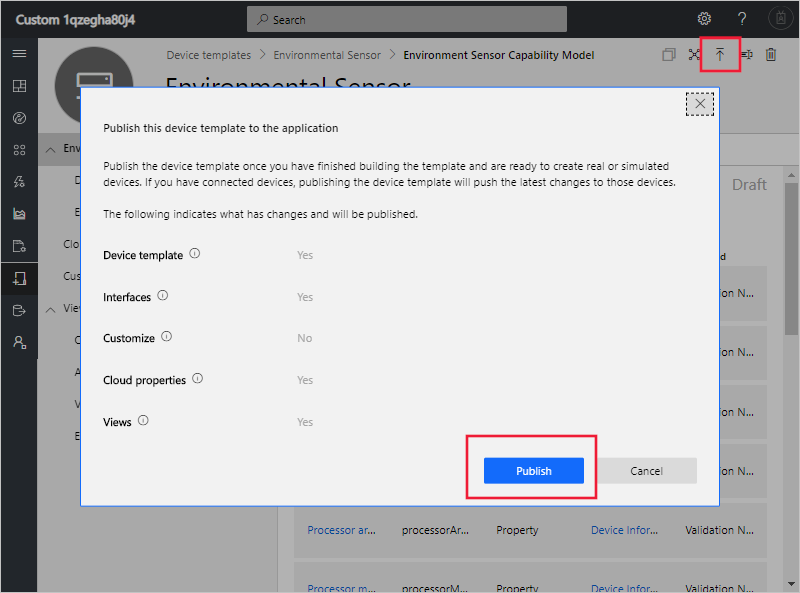 Custom 1qzegha80j4
Search
?
Device templates > Environmental Sensor > Environment Sensor Capability Model
Environmental Sensor
Draft
Publish this device template to the application
Publish the device template once you have finished building the template and are ready to create real or simulated
devices. If you have connected devices, publishing the device template will push the latest changes to those devices.
The following indicates what has changes and will be published.
Device template Yes
Interfaces Yes
Customize No
Cloud properties Yes
Views Yes
Publish Cancel
Env
Clo
Cus
View
ion N...
ion N...
ion N...
ion N...
Processor ar... processorAr... Property Device Infor... Validation N...
Processor m... processorM... Property Device Infor... Validation N...